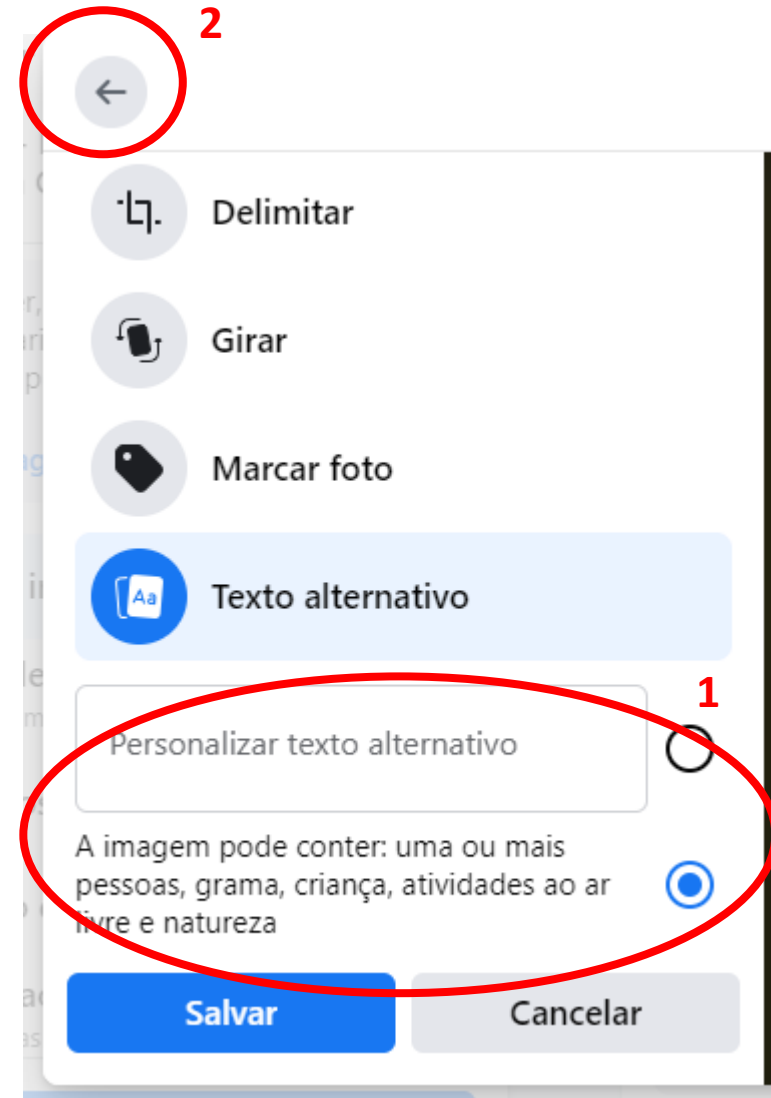 2
Delimitar
Girar
Marcar foto
Aa
Texto alternativo
1
Personalizar texto alternativo
A imagem pode conter: uma ou mais
pessoas, grama, criança, atividades ao ar
livre e natureza
Salvar
Cancelar